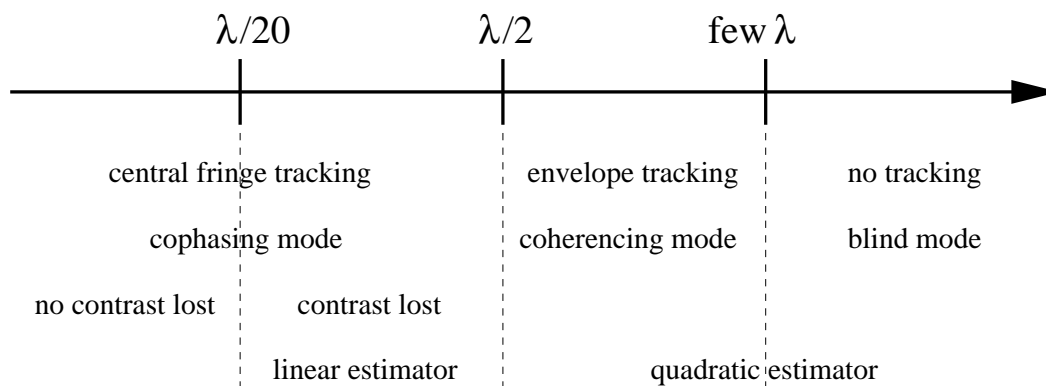 λ/20 λ/2 few λ
central fringe tracking envelope tracking no tracking
cophasing mode coherencing mode blind mode
no contrast lost contrast lost
linear estimator quadratic estimator